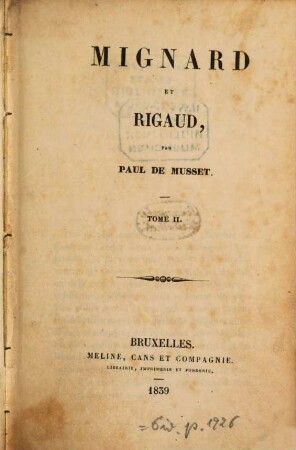 MIGNARD
ET
RIGAUD,
PAR
PAUL DE MUSSET.
TOME II.
BRUXELLES.
MELINE, CANS ET COMPAGNIE.
LIBRAIRIE, IMPRIMERIE ET FONDERIE.
1839
p. 1926